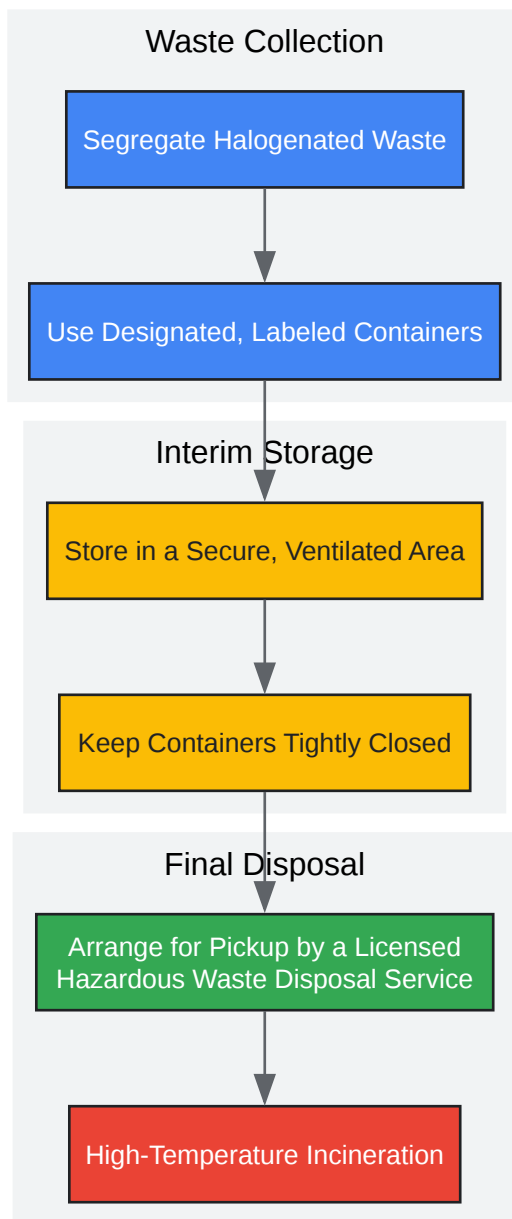 Waste Collection
Segregate Halogenated Waste
Use Designated, Labeled Containers
Interim Storage
Store in a Secure, Ventilated Area
Keep Containers Tightly Closed
Final Disposal
Arrange for Pickup by a Licensed
Hazardous Waste Disposal Service
High-Temperature Incineration